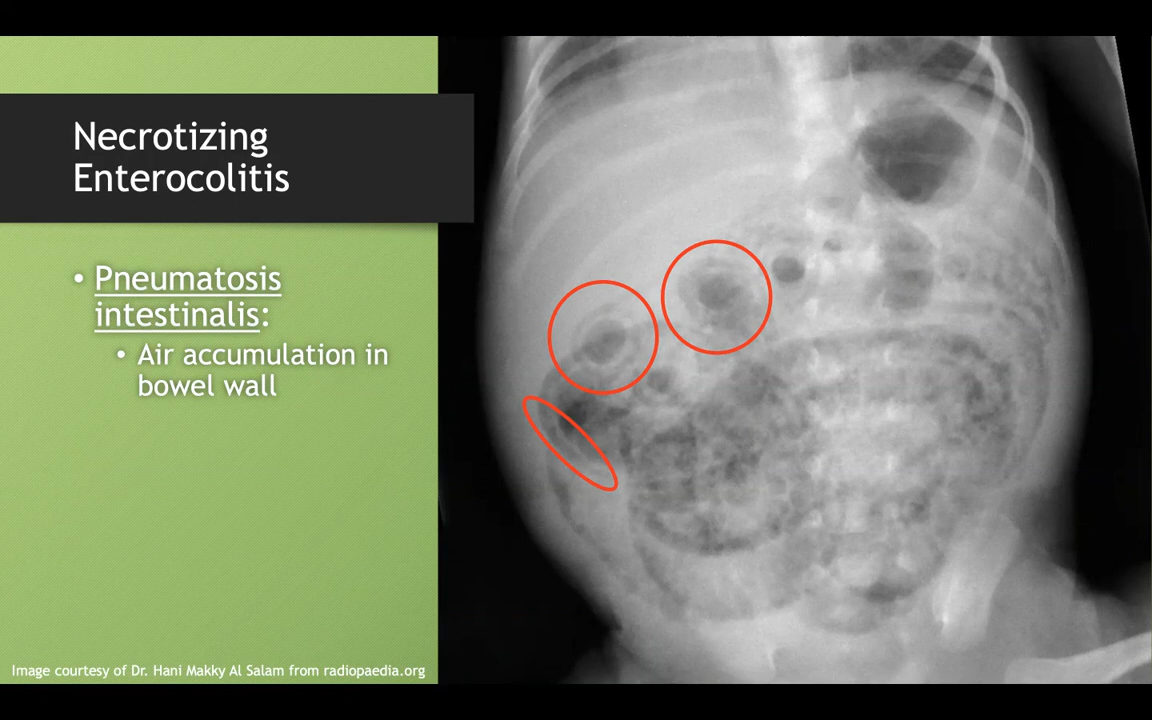 Necrotizing
Enterocolitis
• Pneumatosis
intestinalis:
• Air accumulation in
bowel wall
Image courtesy of Dr. Hani Makky Al Salam from radiopaedia.org